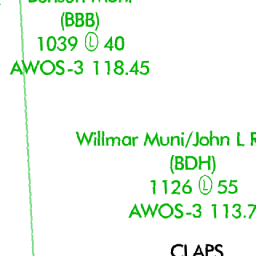 (BBB)
1039 Ⓛ 40
AWOS-3 118.45
Willmar Muni/John L R
(BDH)
1126 Ⓛ 55
AWOS-3 113.7
CLAPS